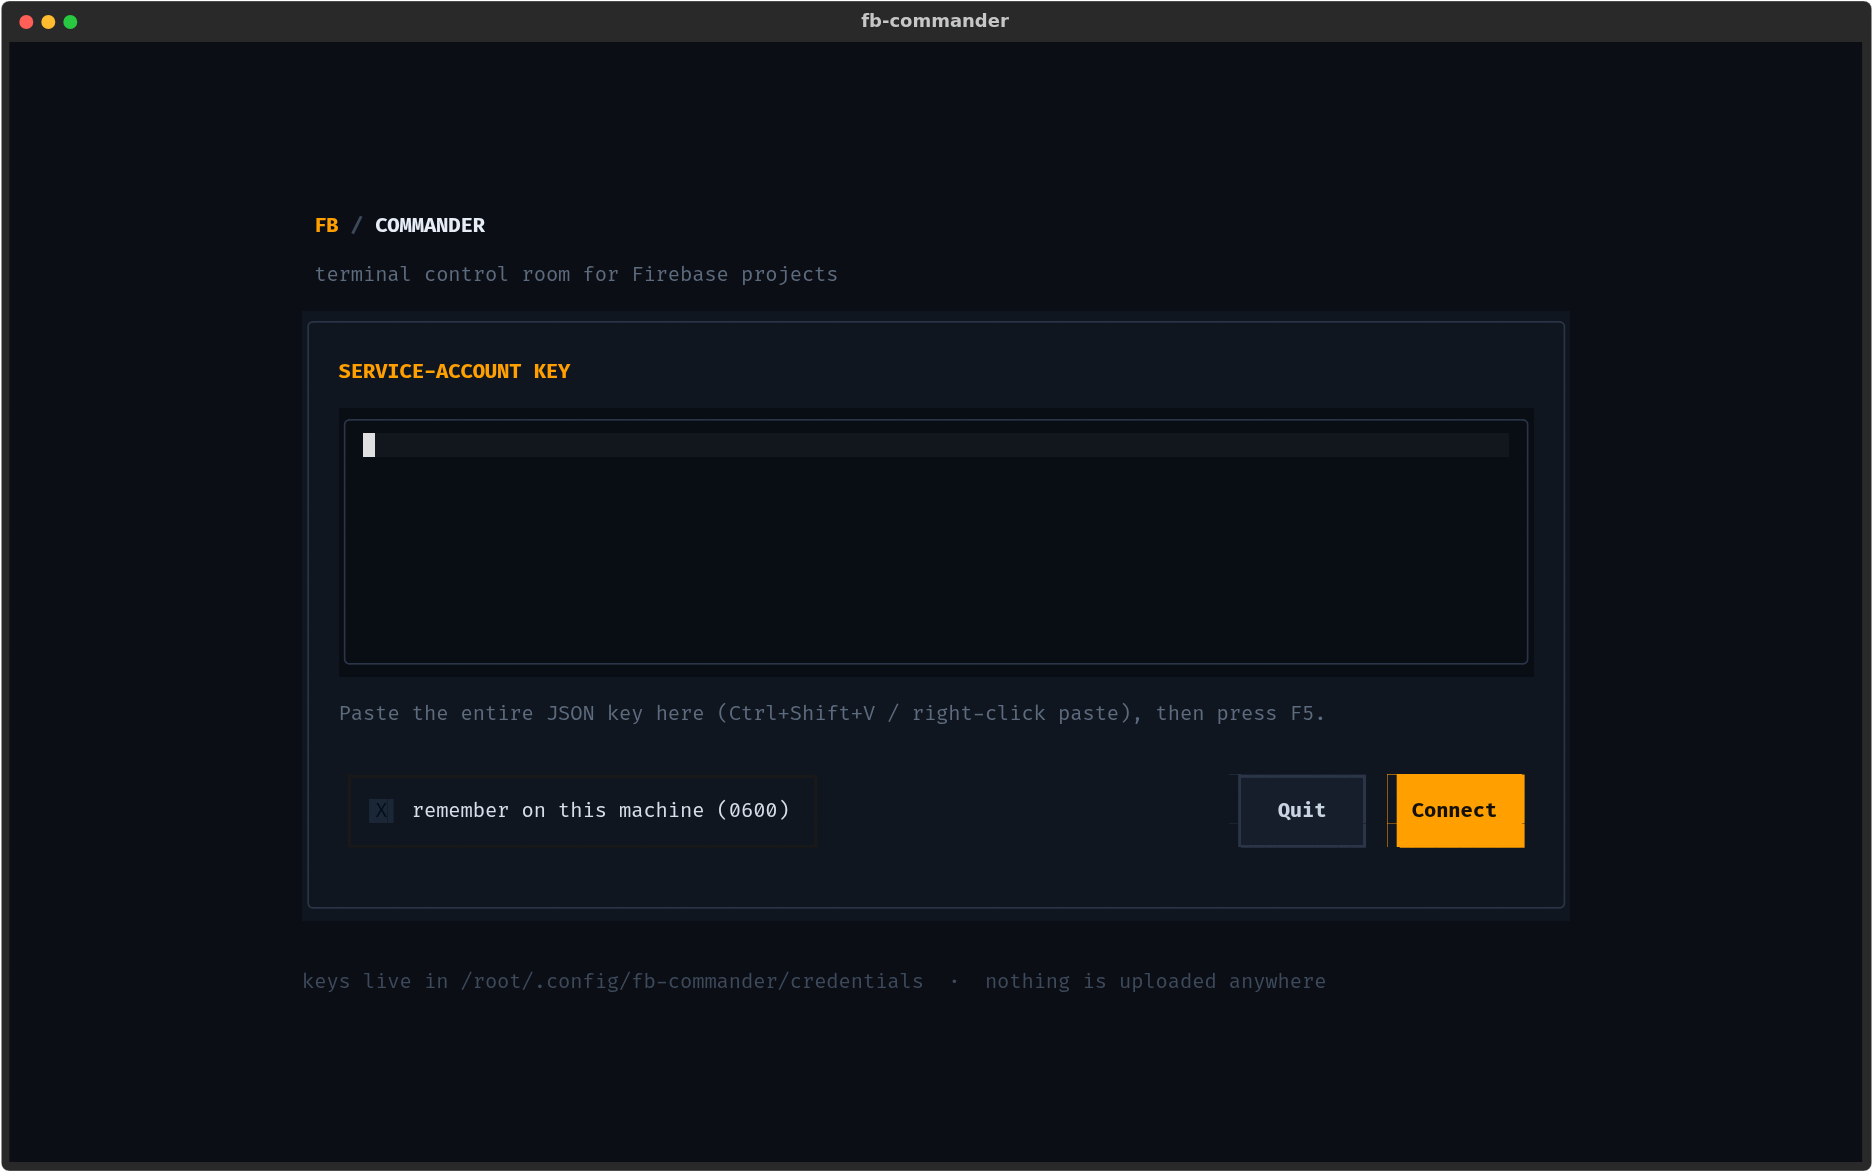 fb-commander
FB / COMMANDER
terminal control room for Firebase projects
SERVICE-ACCOUNT KEY
Paste the entire JSON key here (Ctrl+Shift+V / right-click paste), then press F5.
X remember on this machine (0600)
Quit
Connect
keys live in /root/.config/fb-commander/credentials · nothing is uploaded anywhere